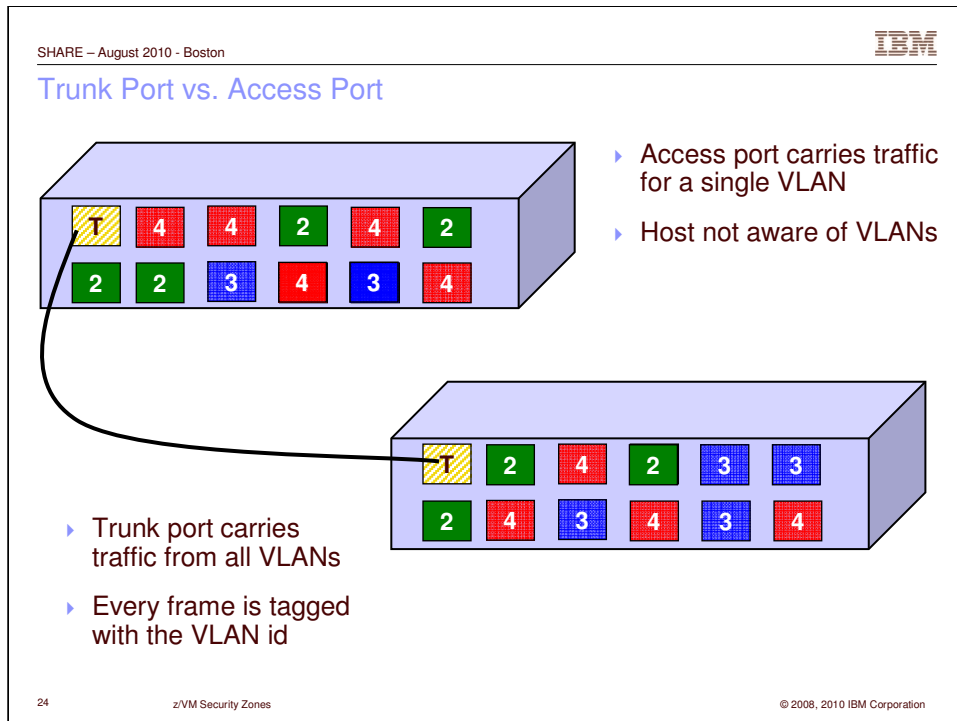 SHARE – August 2010 - Boston
IBM
Trunk Port vs. Access Port
T 4 4 2 4 2
2 2 3 4 3 4
Access port carries traffic
for a single VLAN
Host not aware of VLANs
T 2 4 2 3 3
2 4 3 4 3 4
Trunk port carries
traffic from all VLANs
Every frame is tagged
with the VLAN id
24
z/VM Security Zones
© 2008, 2010 IBM Corporation